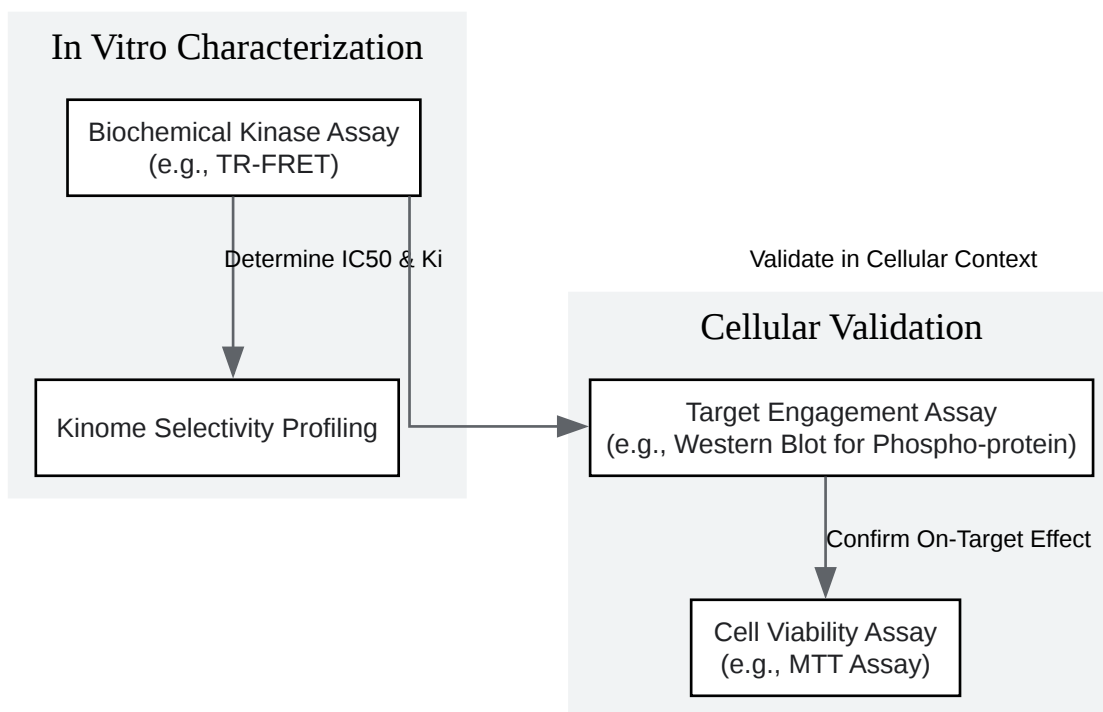 In Vitro Characterization
Biochemical Kinase Assay
(e.g., TR-FRET)
Determine IC50 & Ki
Kinome Selectivity Profiling
Validate in Cellular Context
Cellular Validation
Target Engagement Assay
(e.g., Western Blot for Phospho-protein)
Confirm On-Target Effect
Cell Viability Assay
(e.g., MTT Assay)